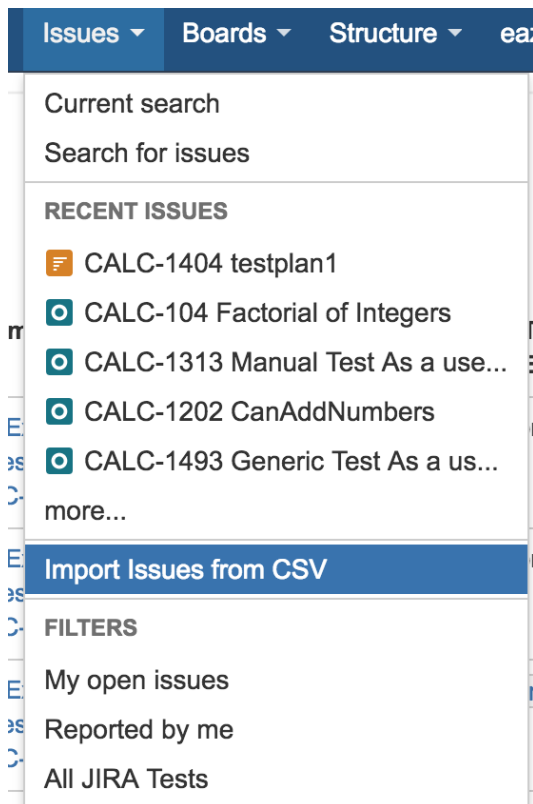 Issues Boards Structure
Current search
Search for issues
RECENT ISSUES
CALC-1404 testplan1
CALC-104 Factorial of Integers
CALC-1313 Manual Test As a use...
CALC-1202 CanAddNumbers
CALC-1493 Generic Test As a us...
more...
Import Issues from CSV
FILTERS
My open issues
Reported by me
All JIRA Tests